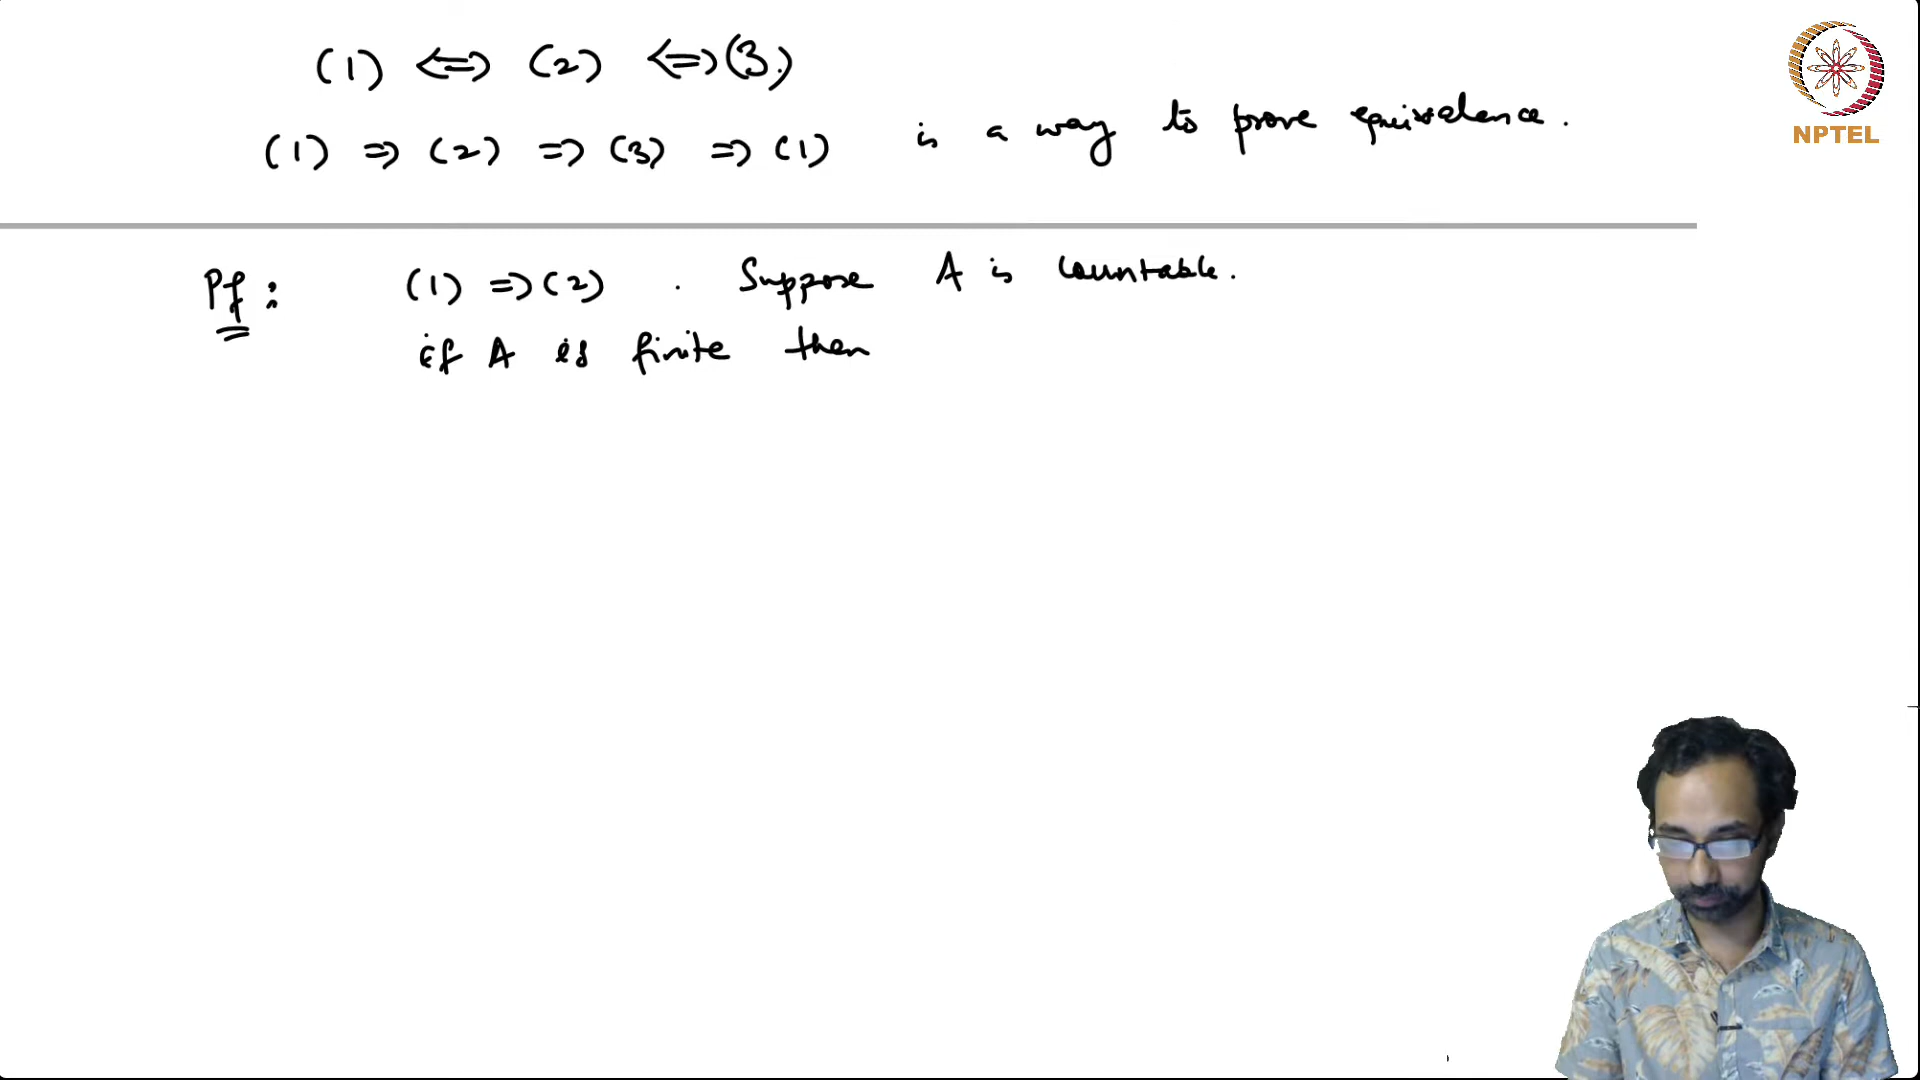 (1) <=> (2) <=> (3)
(1) => (2) => (3) => (1) is a way to prove equivalence.
NPTEL
Pf: (1) => (2). Suppose A is countable.
if A is finite then